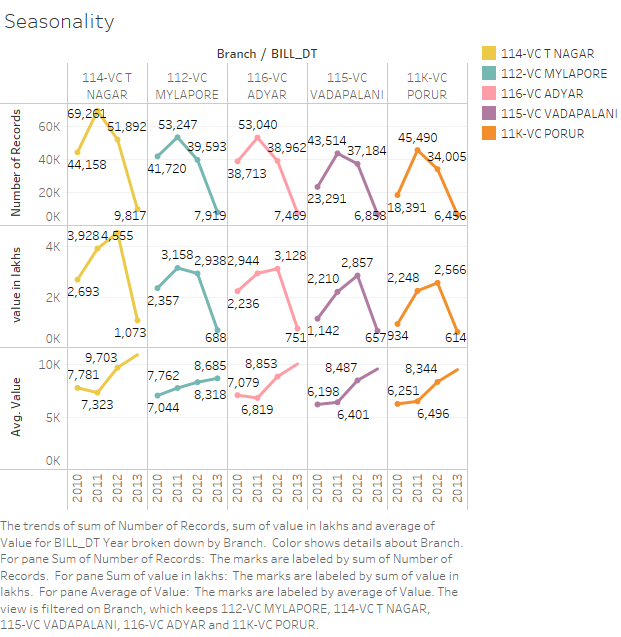 Seasonality
Branch / BILL_DT
114-VC T NAGAR
112-VC MYLAPORE
116-VC ADYAR
115-VC VADAPALANI
11K-VC PORUR
114-VC T
NAGAR
112-VC
MYLAPORE
116-VC
ADYAR
115-VC
VADAPALANI
11K-VC
PORUR
Number of Records
60K
40K
20K
0K
69,261
51,892
44,158
9,817
53,247
39,593
41,720
7,919
53,040
38,962
38,713
7,469
43,514
37,184
23,291
6,858
45,490
34,005
18,391
6,456
value in lakhs
4K
2K
0K
3,928
4,555
2,693
1,073
3,158
2,938
2,357
688
2,944
3,128
2,236
751
2,857
2,210
1,142
657
2,566
2,248
934
614
Avg. Value
10K
5K
0K
9,703
7,781
7,323
8,685
7,762
8,318
7,044
8,853
7,079
6,819
8,487
6,198
6,401
8,344
6,251
6,496
2010 2011 2012 2013 2010 2011 2012 2013 2010 2011 2012 2013 2010 2011 2012 2013 2010 2011 2012 2013
The trends of sum of Number of Records, sum of value in lakhs and average of
Value for BILL_DT Year broken down by Branch. Color shows details about Branch.
For pane Sum of Number of Records: The marks are labeled by sum of Number of
Records. For pane Sum of value in lakhs: The marks are labeled by sum of value in
lakhs. For pane Average of Value: The marks are labeled by average of Value. The
view is filtered on Branch, which keeps 112-VC MYLAPORE, 114-VC T NAGAR,
115-VC VADAPALANI, 116-VC ADYAR and 11K-VC PORUR.